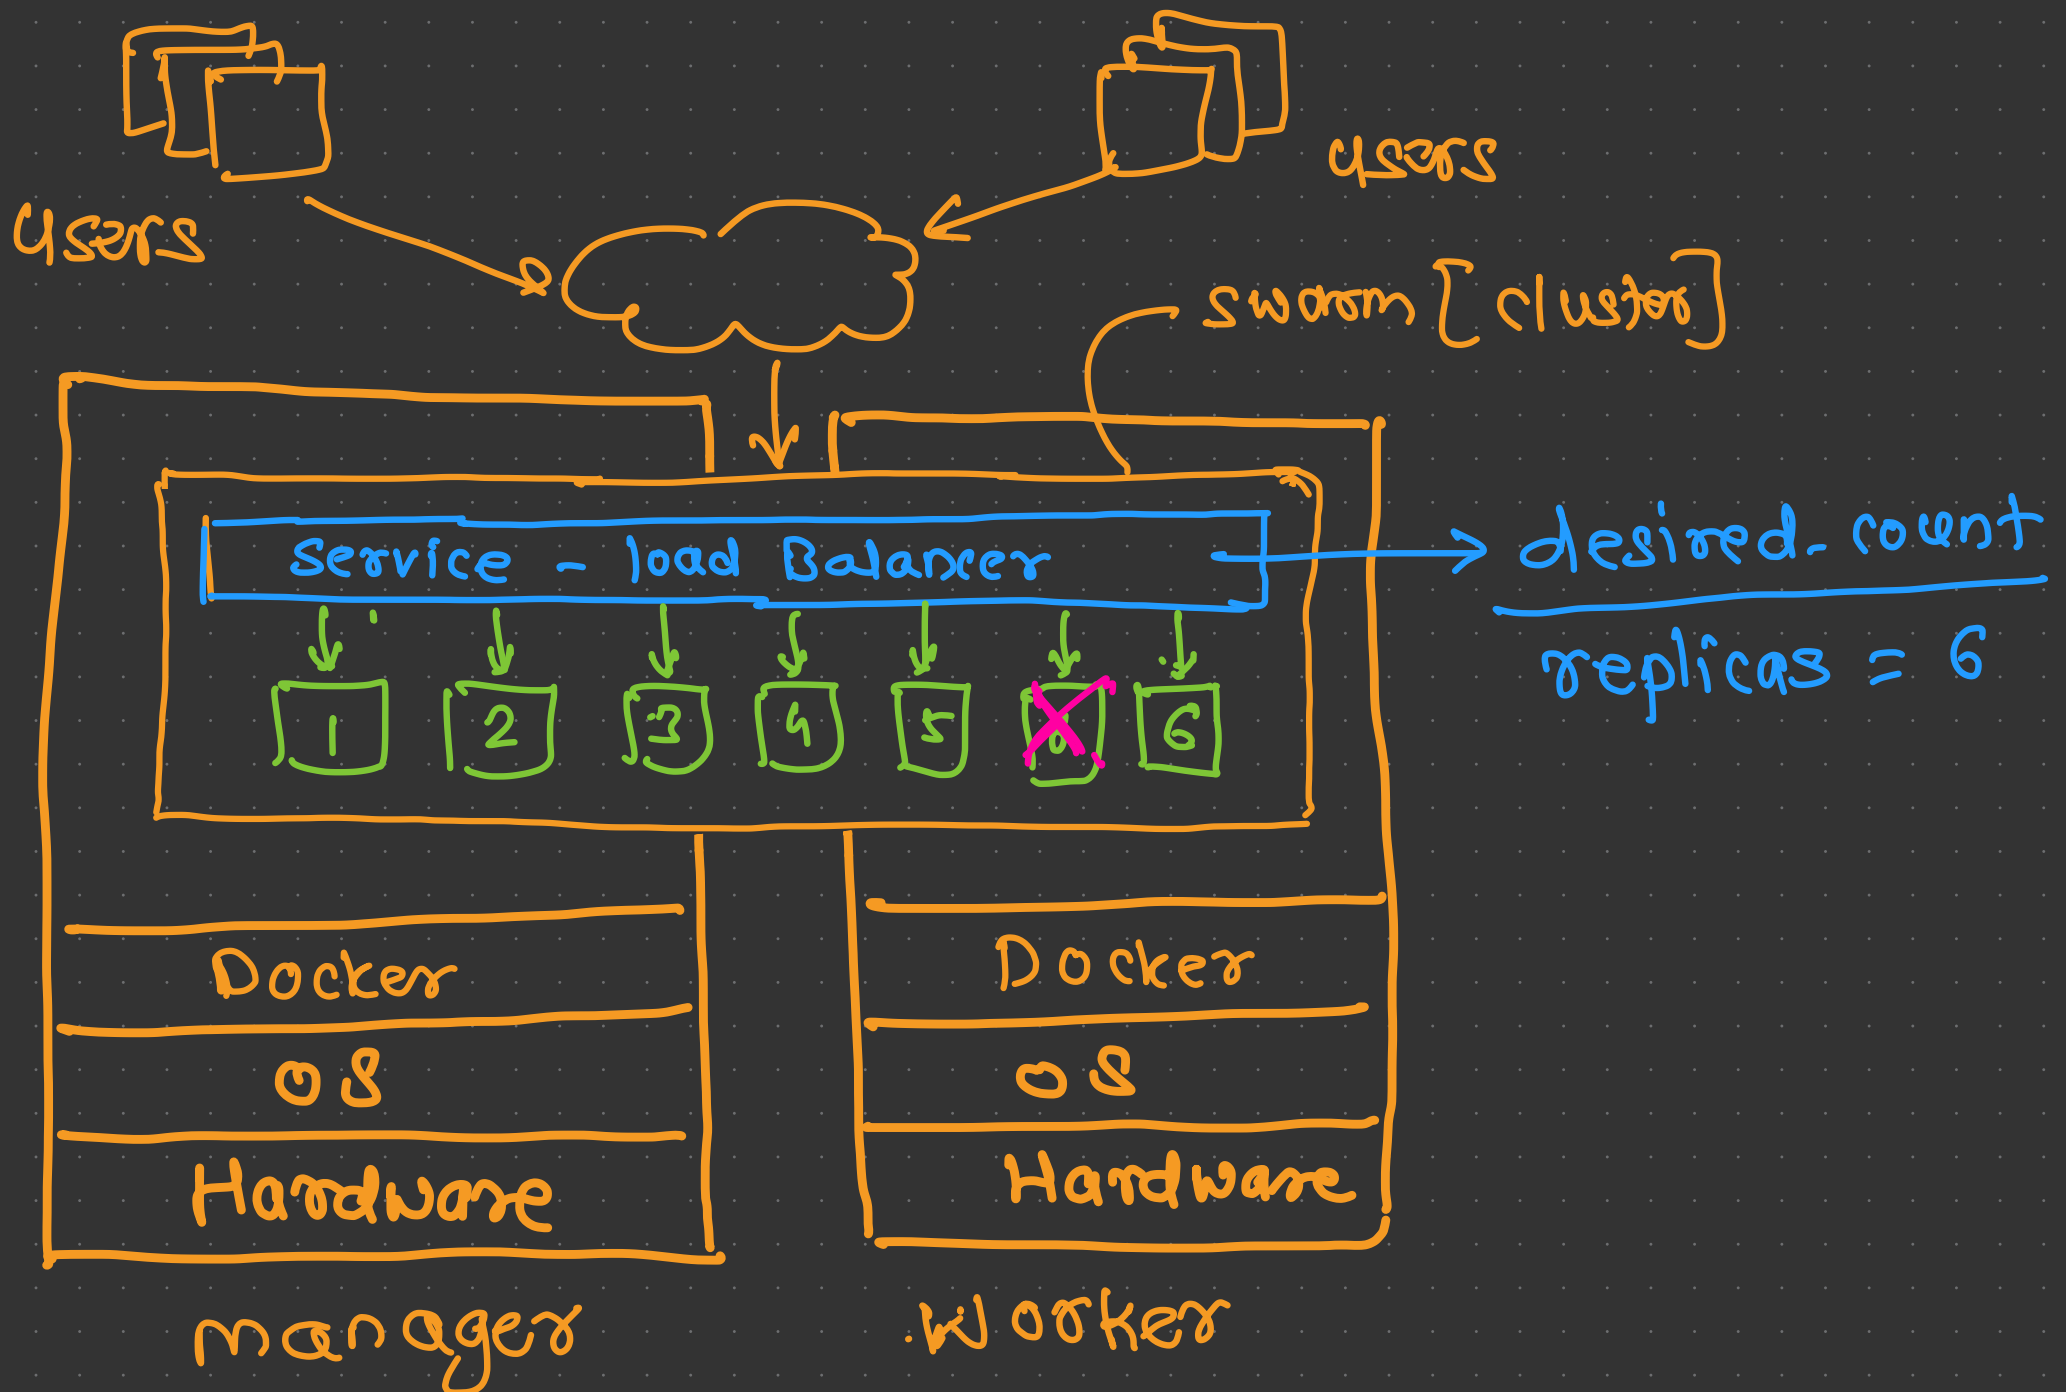 users
users
swarm [cluster]
Service - load Balancer
desired-count
replicas = 6
1 2 3 4 5 6
Docker
Docker
OS
OS
Hardware
Hardware
manager
Worker